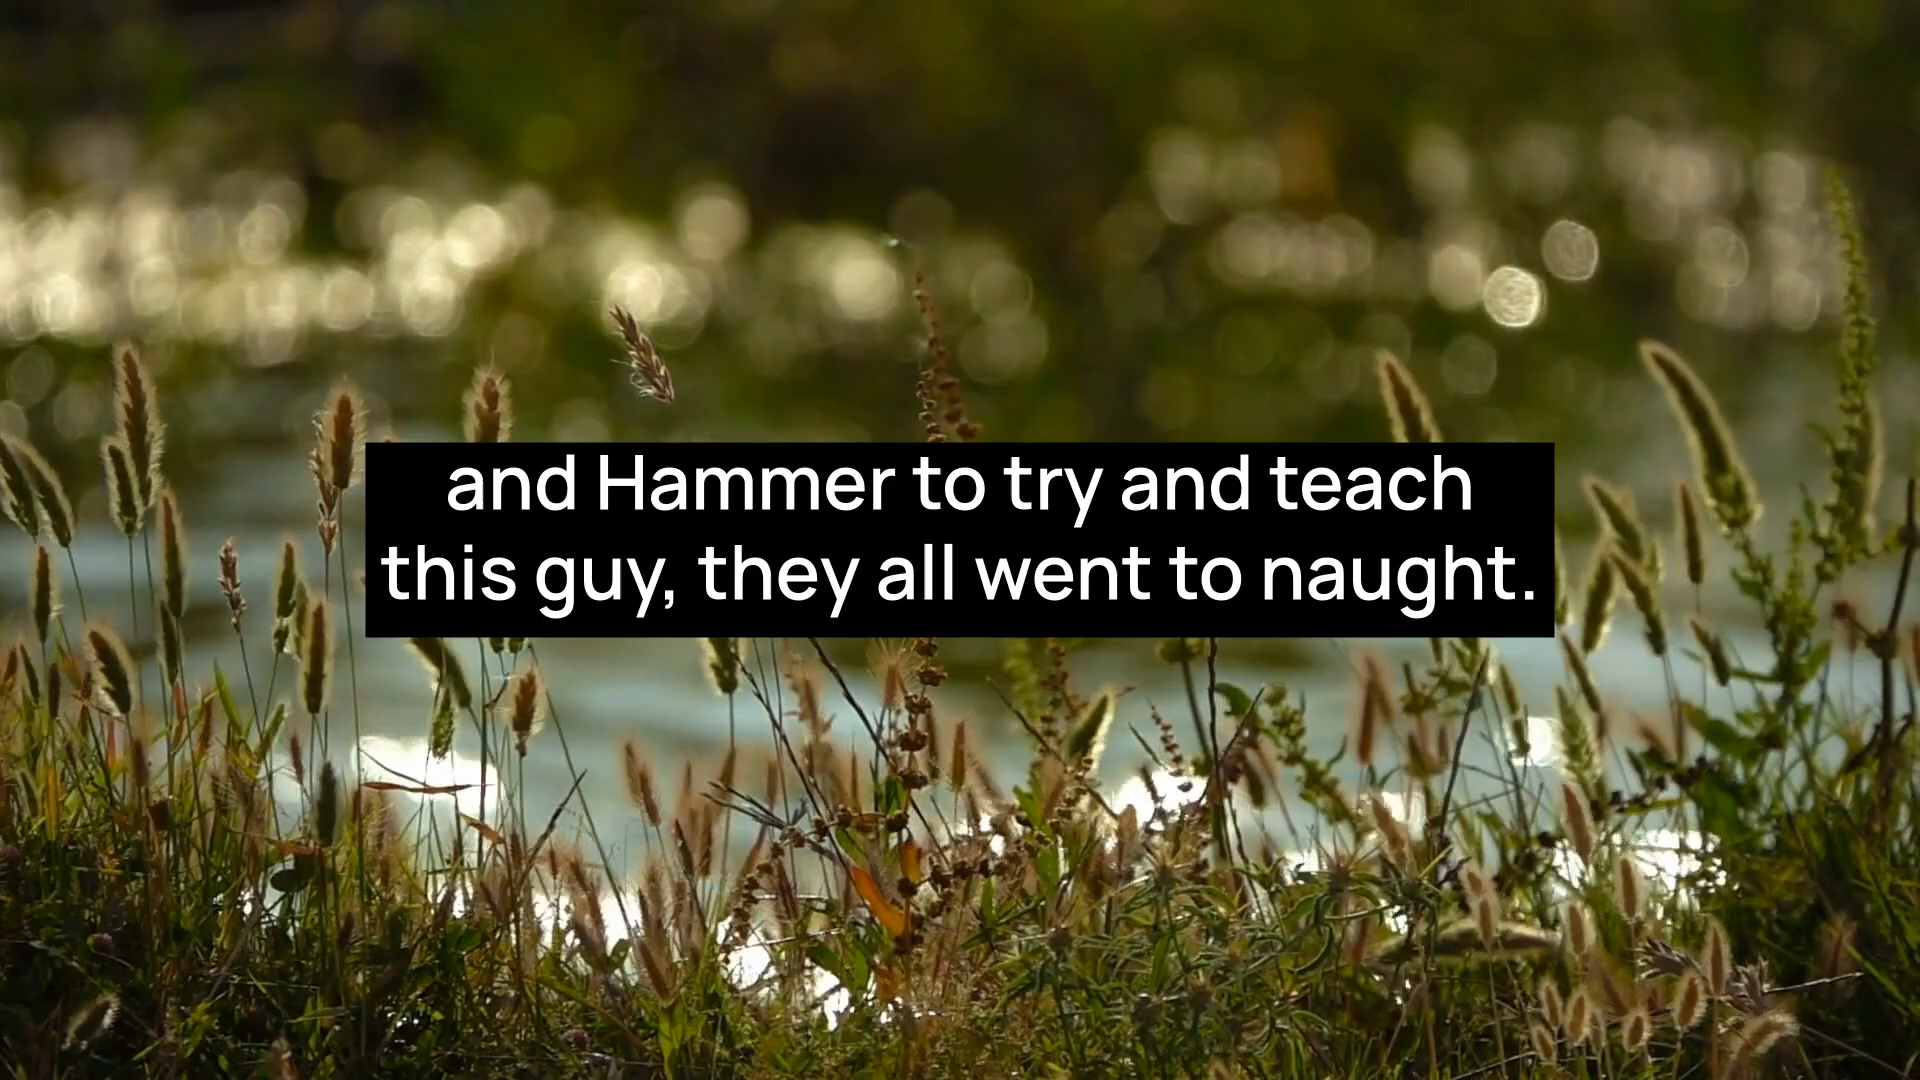 and Hammer to try and teach
this guy, they all went to naught.